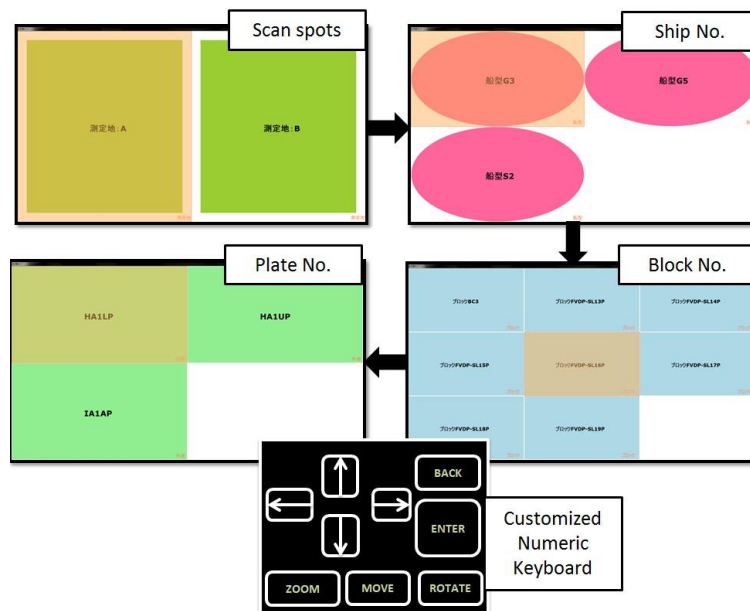 Scan spots
測定地:A
測定地:B
Ship No.
船型G3
船型G5
船型S2
Plate No.
HA1LP
HA1UP
IA1AP
Block No.
ブロックBC3
ブロックFVDP-SL13P
ブロックFVDP-SL14P
ブロックFVDP-SL15P
ブロックFVDP-SL16P
ブロックFVDP-SL17P
ブロックFVDP-SL18P
ブロックFVDP-SL19P
BACK
ENTER
ZOOM
MOVE
ROTATE
Customized
Numeric
Keyboard